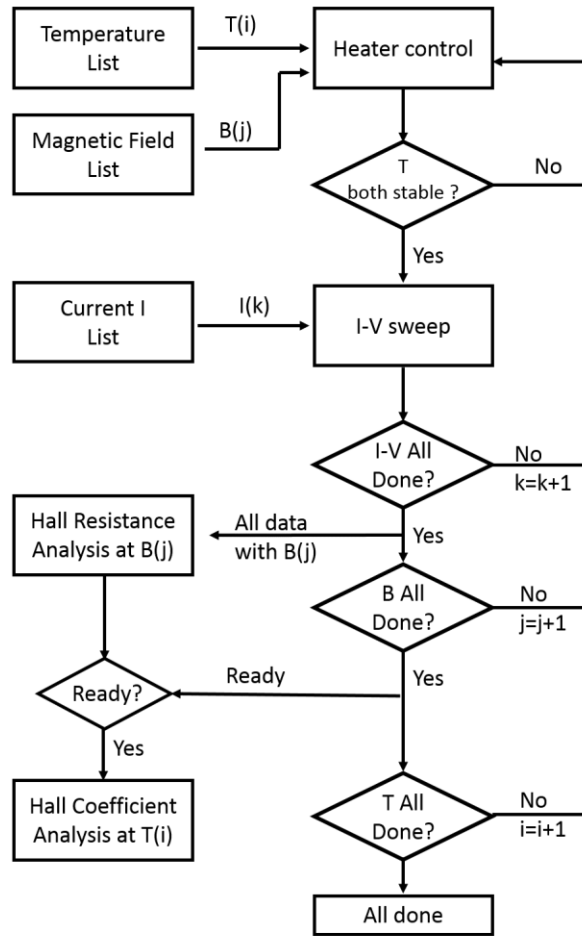 Temperature
List
T(i)
Heater control
Magnetic Field
List
B(j)
T
both stable ?
No
Yes
Current I
List
I(k)
I-V sweep
I-V All
Done?
No
k=k+1
Hall Resistance
Analysis at B(j)
All data
with B(j)
Yes
B All
Done?
No
j=j+1
Ready?
Ready
Yes
Yes
Hall Coefficient
Analysis at T(i)
T All
Done?
No
i=i+1
All done